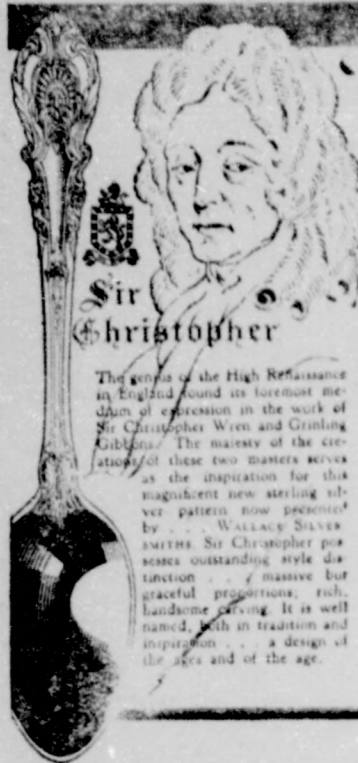 Sir
Christopher
The genius of the High Renaissance
in England found its foremost me-
dium of expression in the work of
Sir Christopher Wren and Grinling
Gibbons. The majesty of the cre-
ations of these two masters serves
as the inspiration for this
magnificent new sterling sil-
ver pattern now presented
by . . . WALLACE SILVER-
SMITHS. Sir Christopher pos-
sesses outstanding style dis-
tinction . . . massive but
graceful proportions; rich,
handsome carving. It is well
named, both in tradition and
inspiration . . . a design of
the ages and of the age.